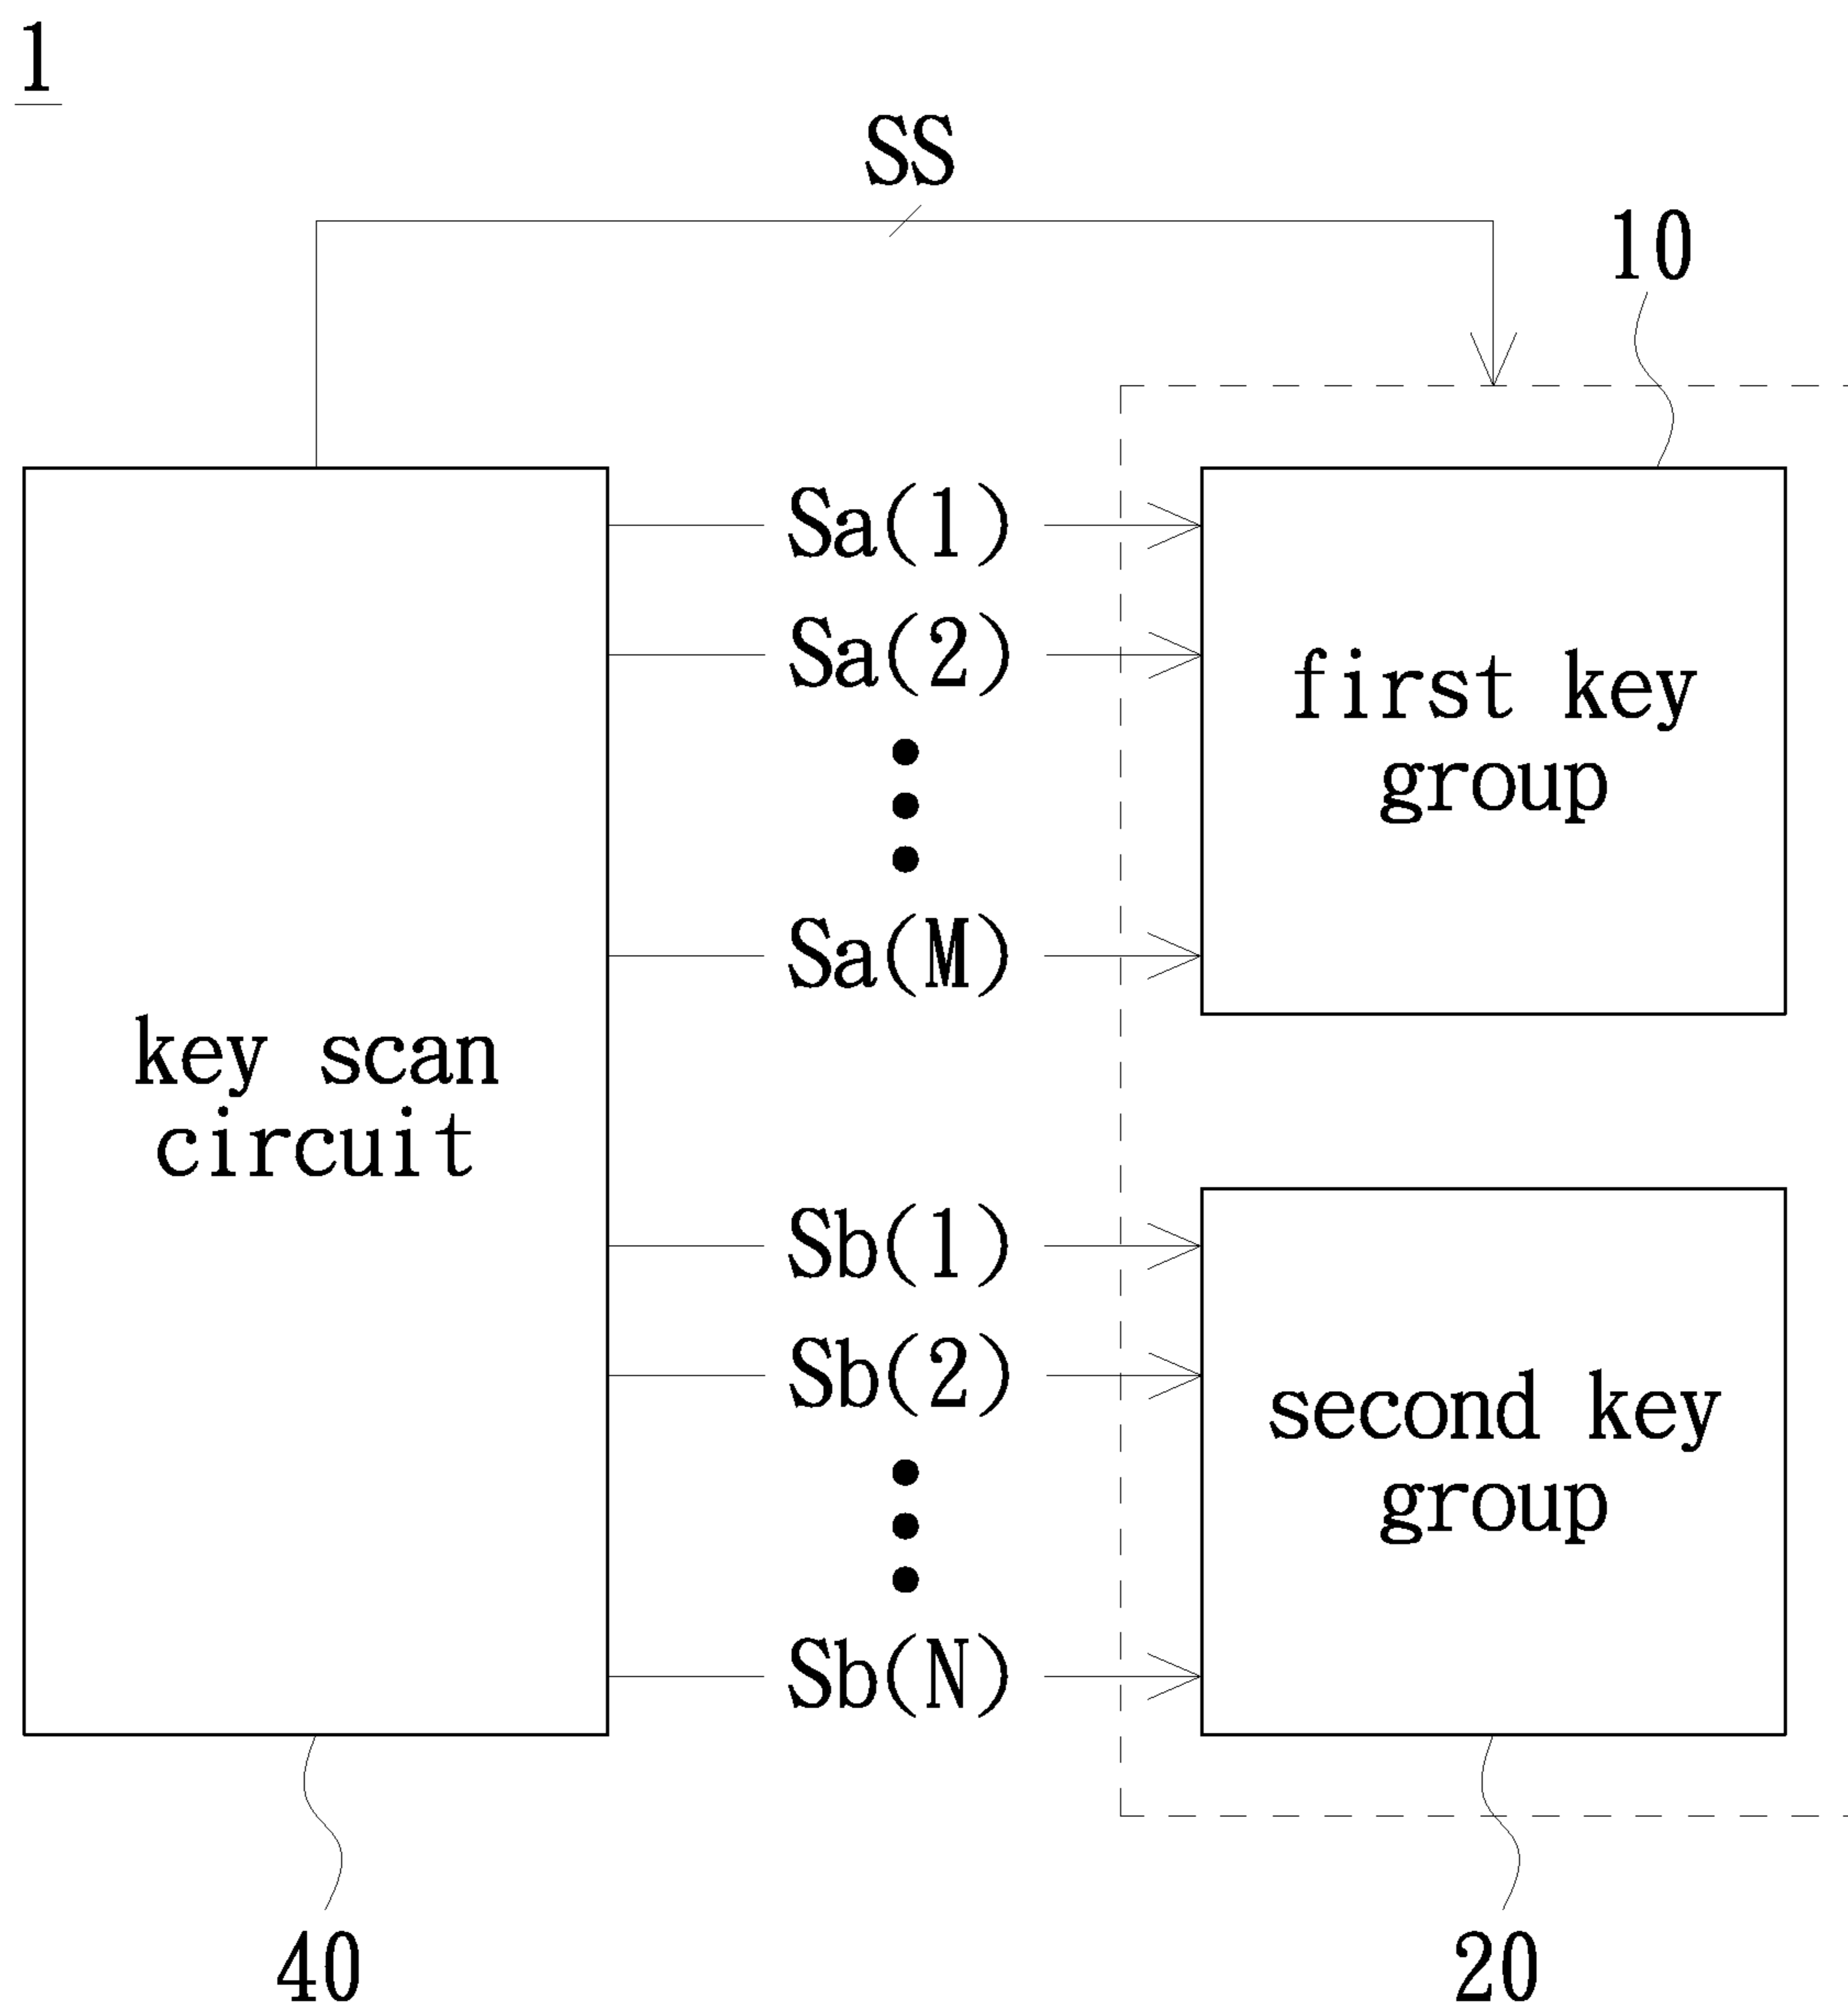 1
SS
10
Sa(1)
Sa(2)
Sa(M)
first key
group
key scan
circuit
Sb(1)
Sb(2)
Sb(N)
second key
group
40
20